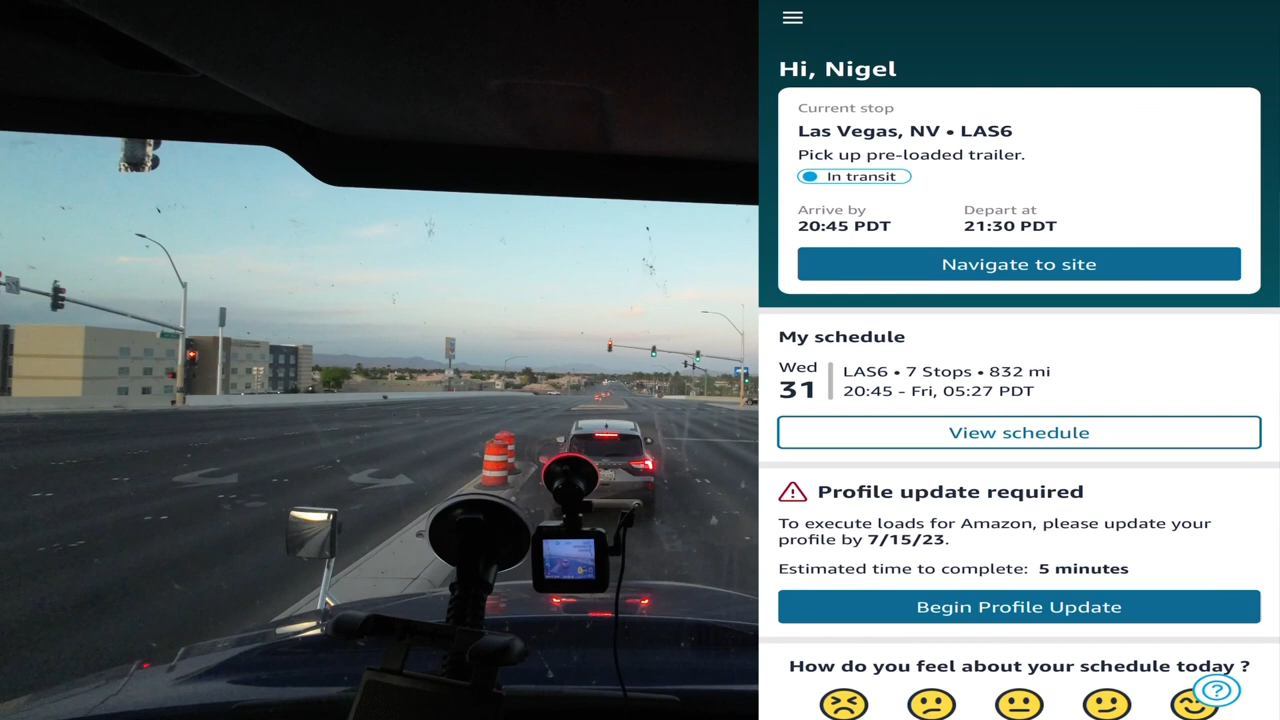 Hi, Nigel
Current stop
Las Vegas, NV • LAS6
Pick up pre-loaded trailer.
In transit
Arrive by
Depart at
20:45 PDT
21:30 PDT
Navigate to site
My schedule
Wed
31
LAS6 • 7 Stops • 832 mi
20:45 - Fri, 05:27 PDT
View schedule
Profile update required
To execute loads for Amazon, please update your
profile by 7/15/23.
Estimated time to complete: 5 minutes
Begin Profile Update
How do you feel about your schedule today ?
?